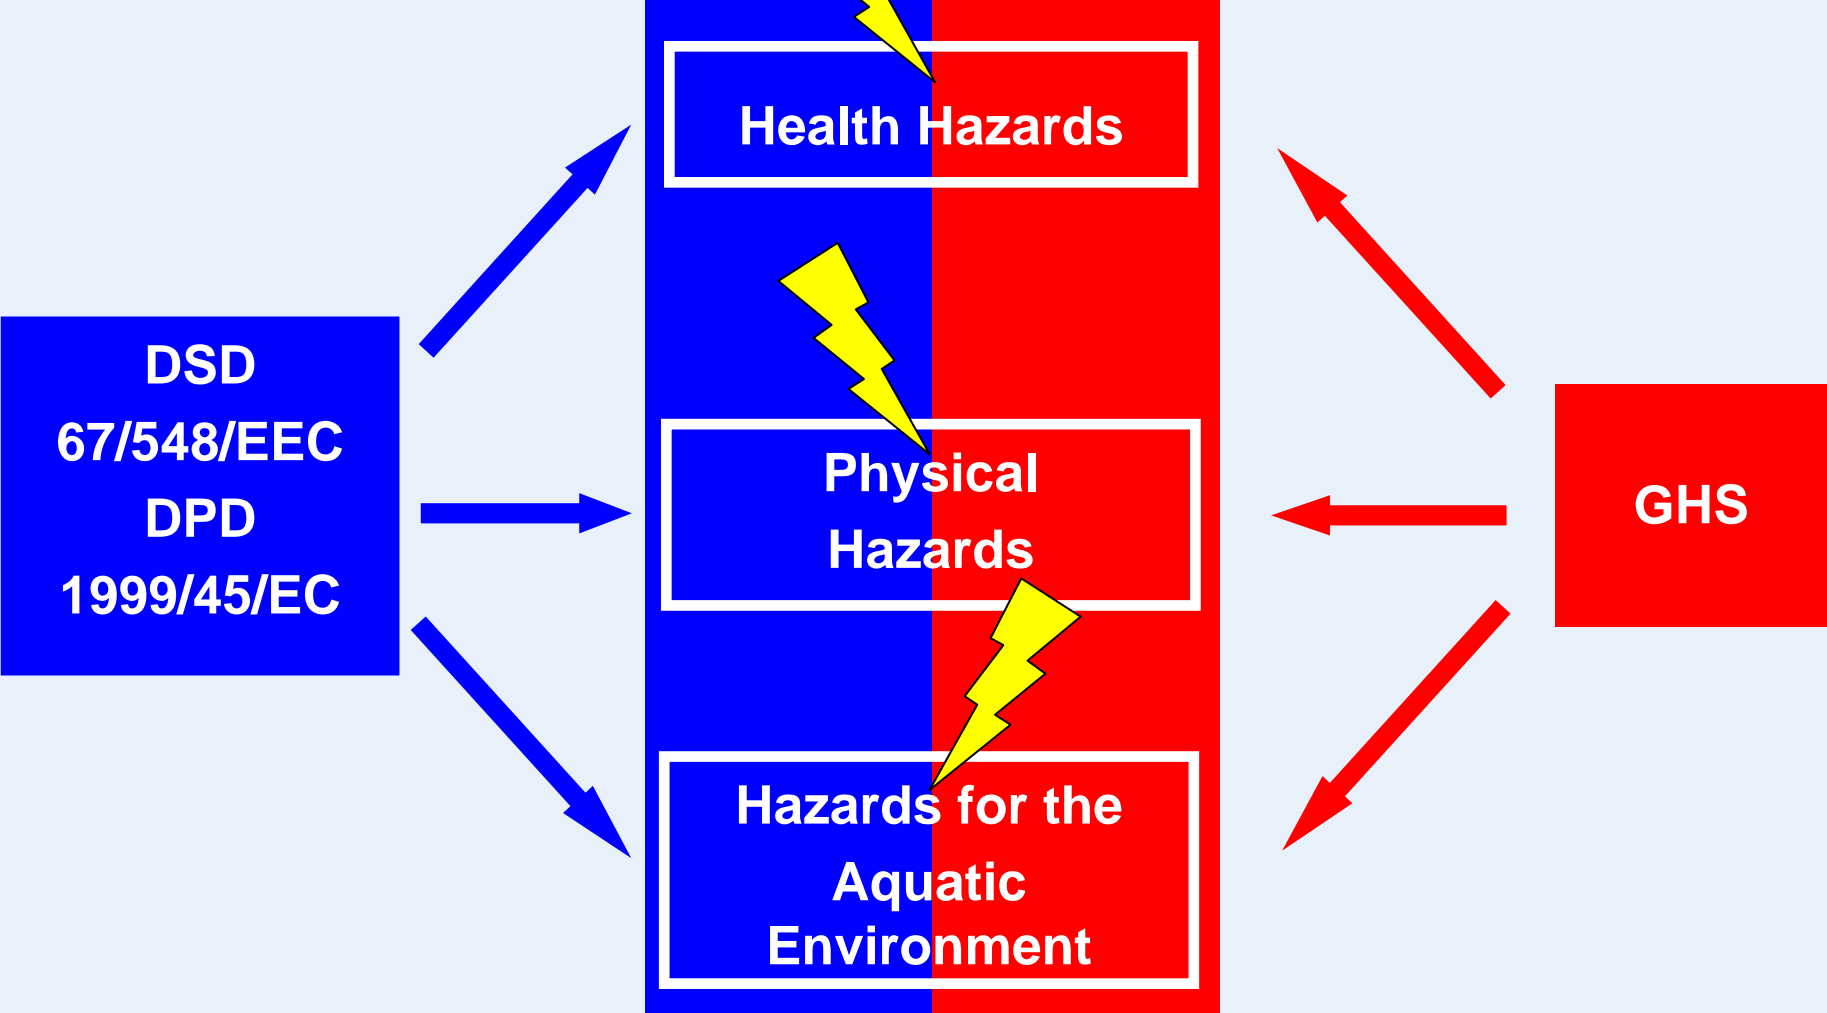 Health Hazards
DSD
67/548/EEC
DPD
1999/45/EC
Physical
Hazards
GHS
Hazards for the
Aquatic
Environment